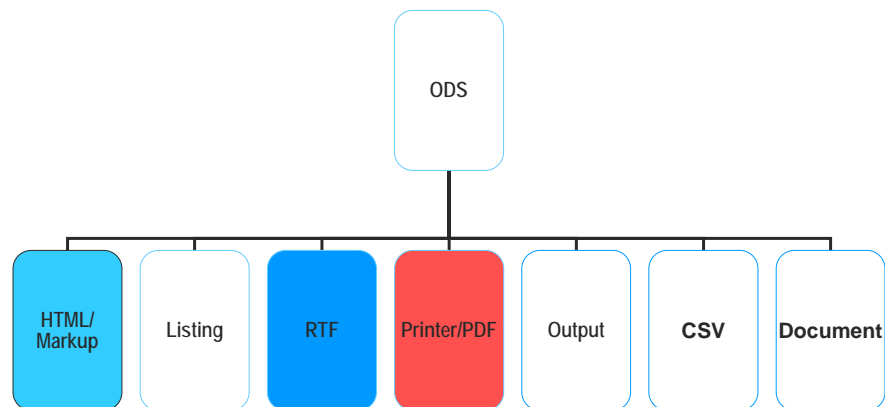 ODS
HTML/
Markup
Listing
RTF
Printer/PDF
Output
CSV
Document